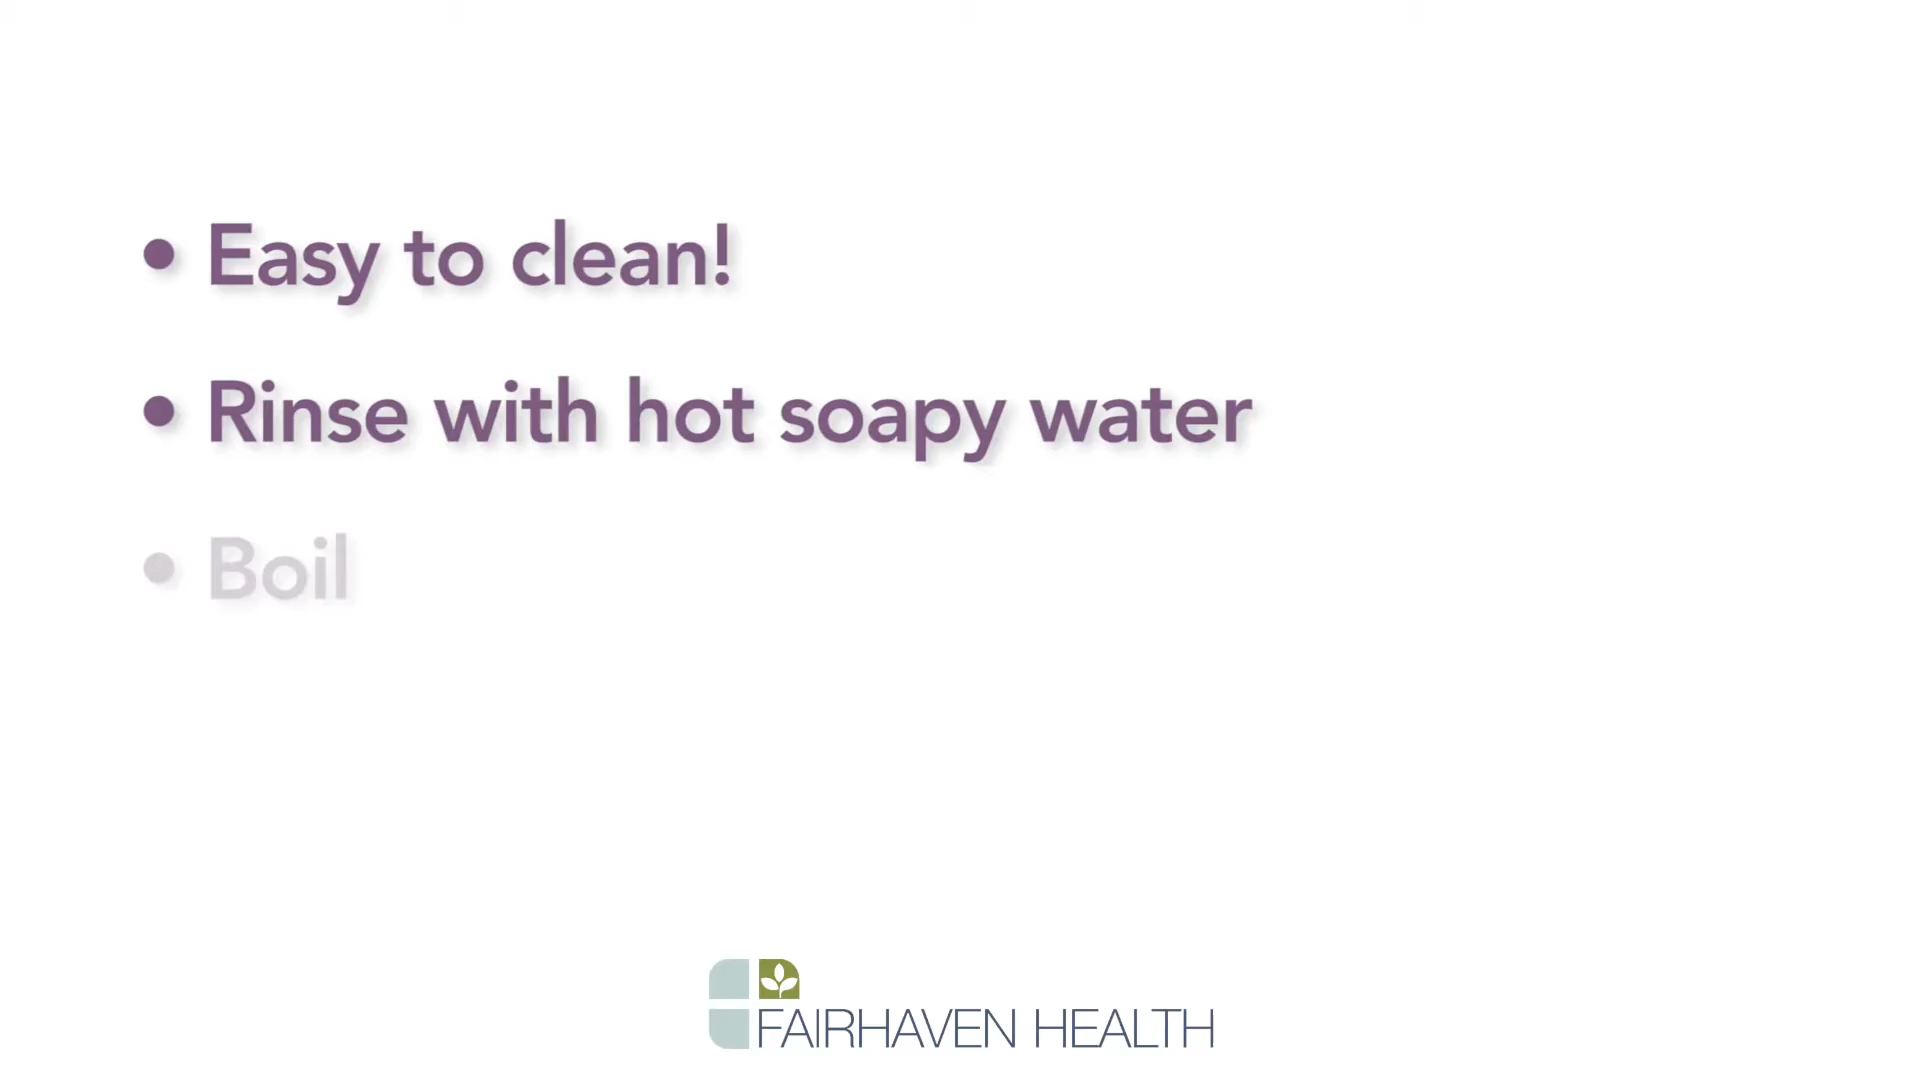 • Easy to clean!
• Rinse with hot soapy water
• Boil
FAIRHAVEN HEALTH